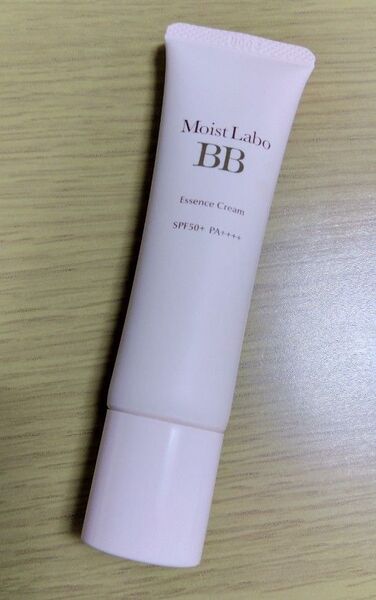 Moist Labo
BB
Essence Cream
SPF50+ PA++++